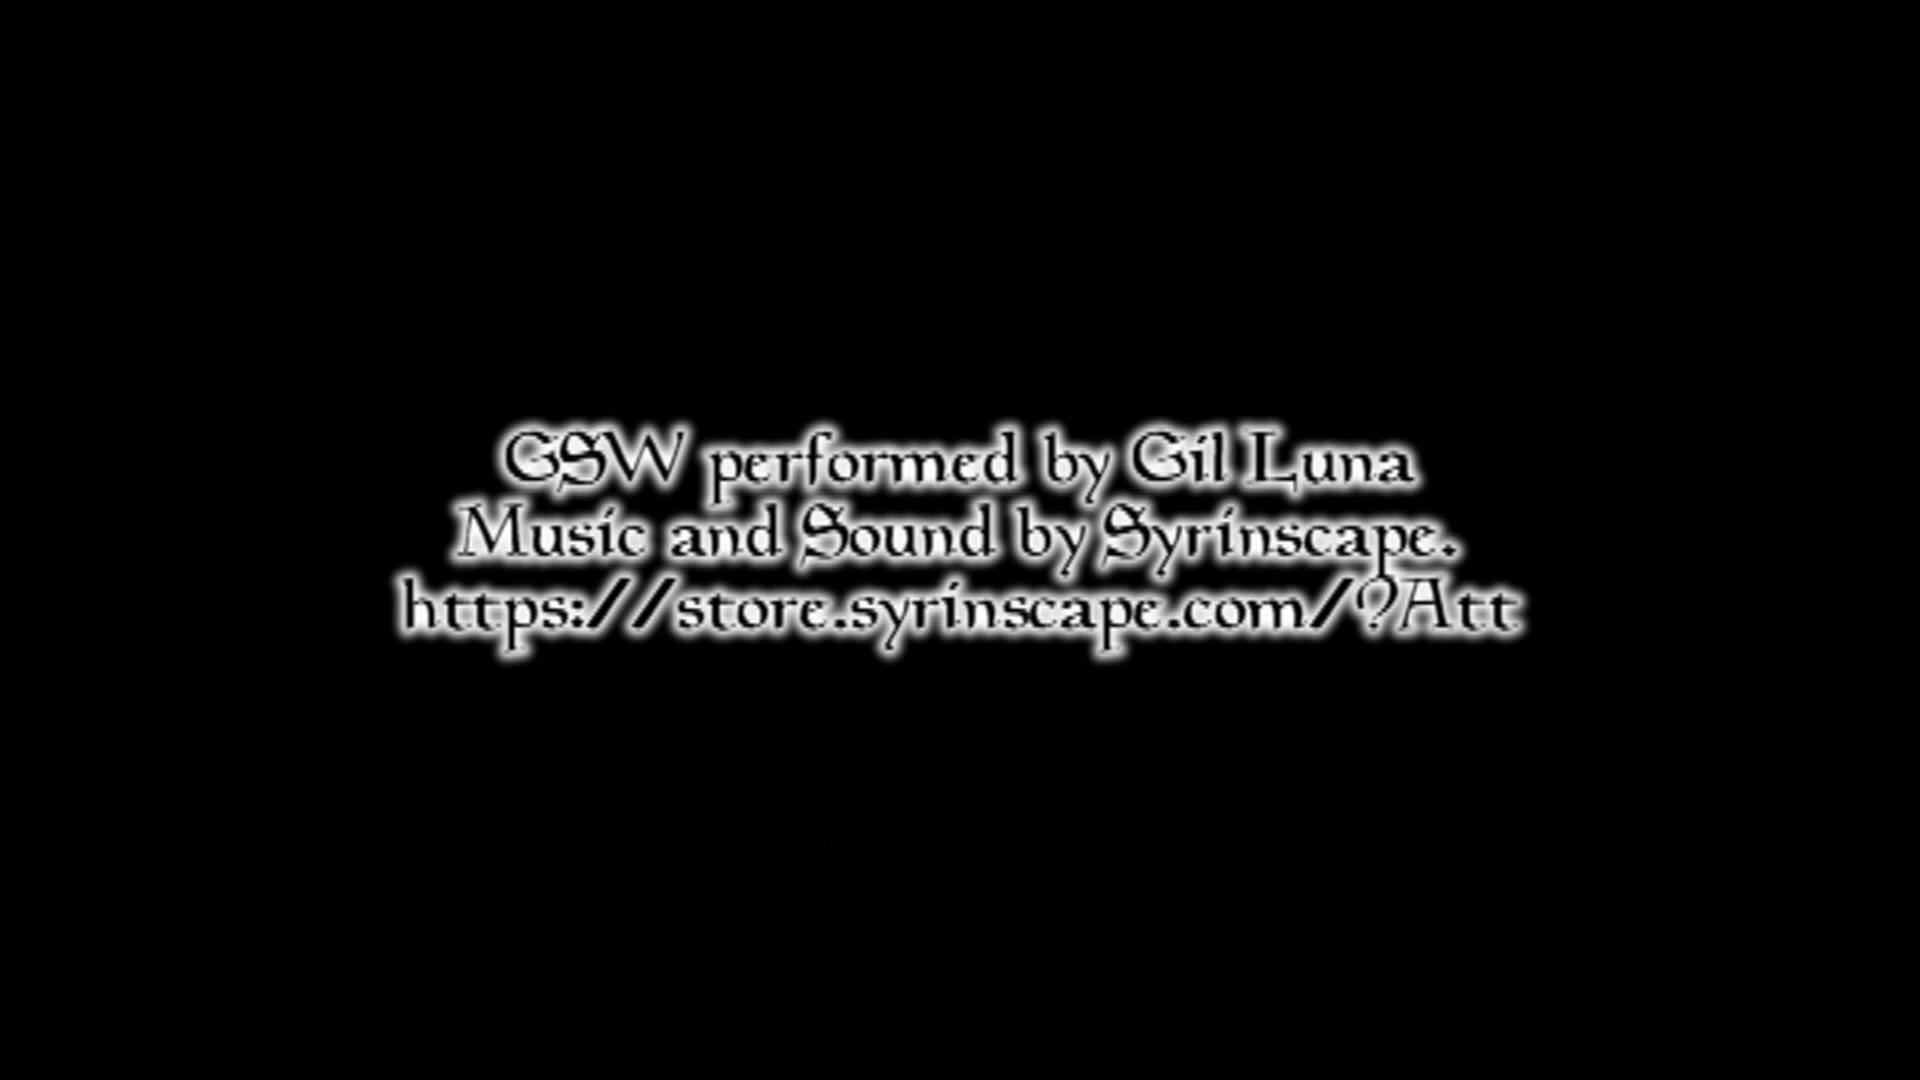 GSW performed by Gil Luna
Music and Sound by Syrinscape.
https://store.syrinscape.com/?Att